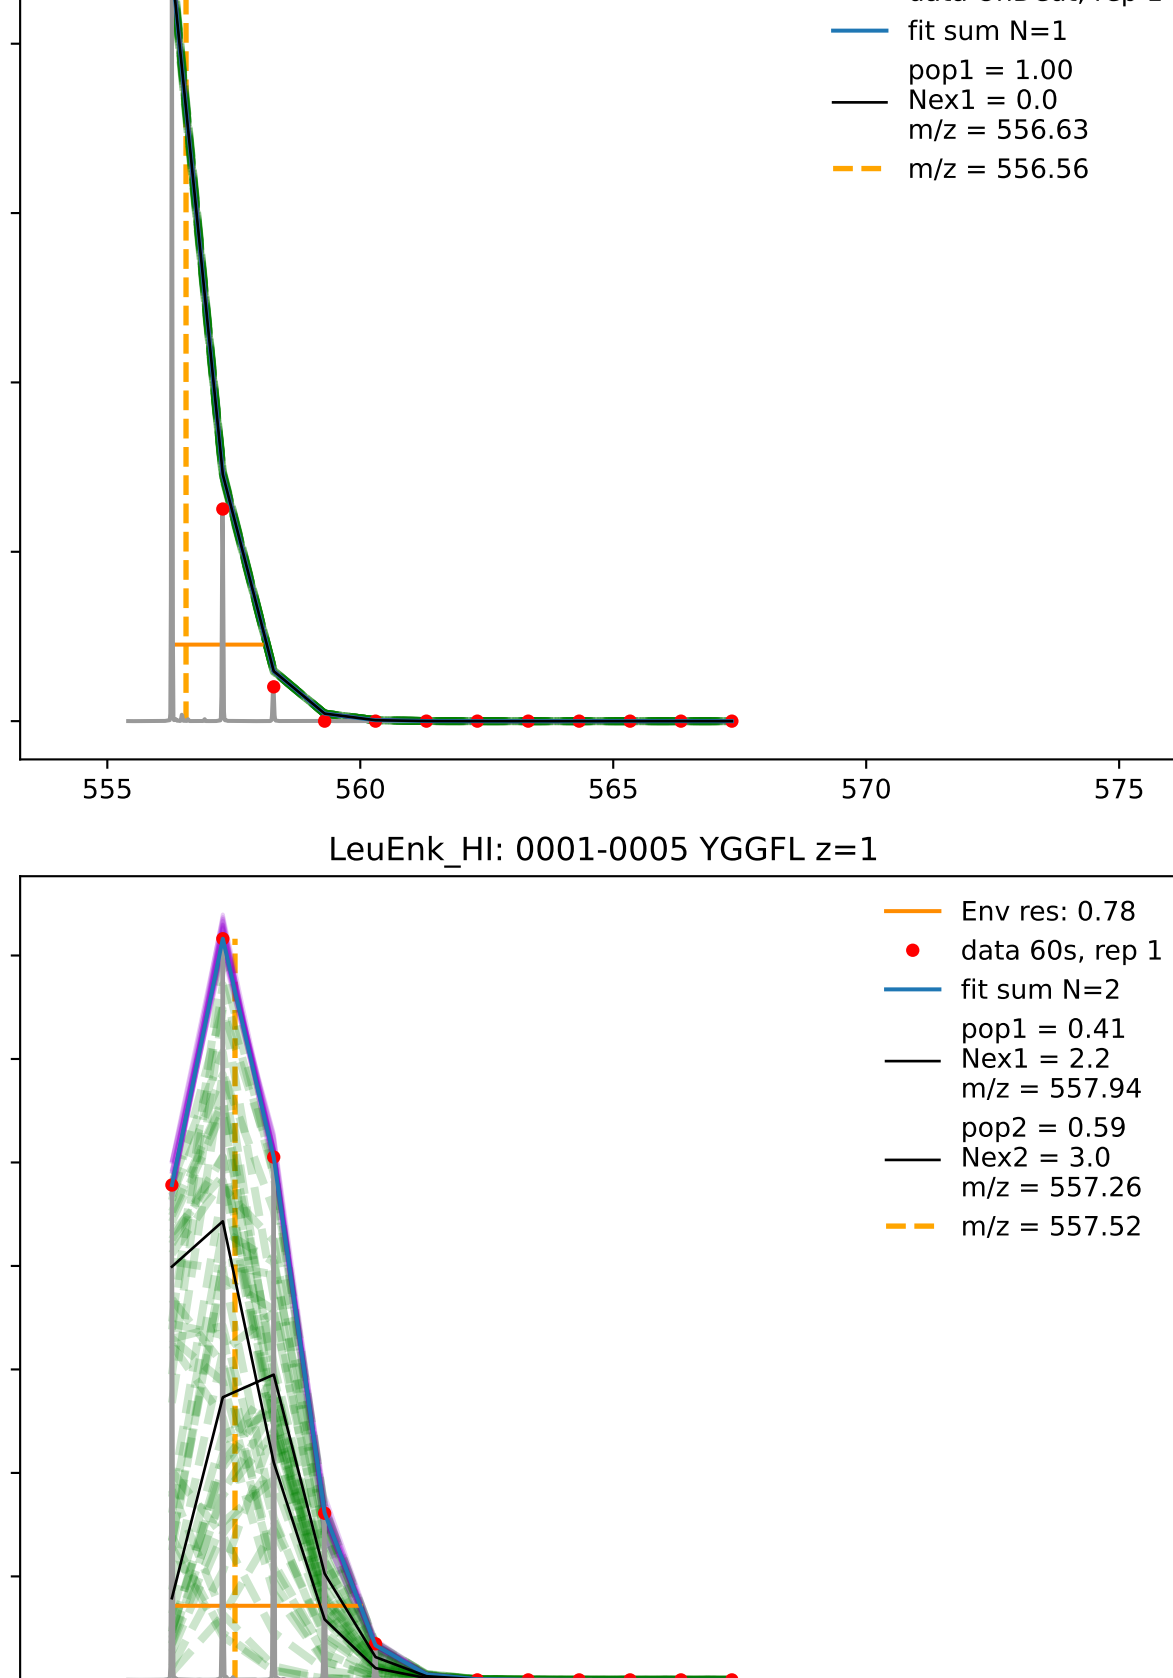 fit sum N=1
pop1 = 1.00
Nex1 = 0.0
m/z = 556.63
m/z = 556.56
555 560 565 570 575
LeuEnk_HI: 0001-0005 YGGFL z=1
Env res: 0.78
data 60s, rep 1
fit sum N=2
pop1 = 0.41
Nex1 = 2.2
m/z = 557.94
pop2 = 0.59
Nex2 = 3.0
m/z = 557.26
m/z = 557.52